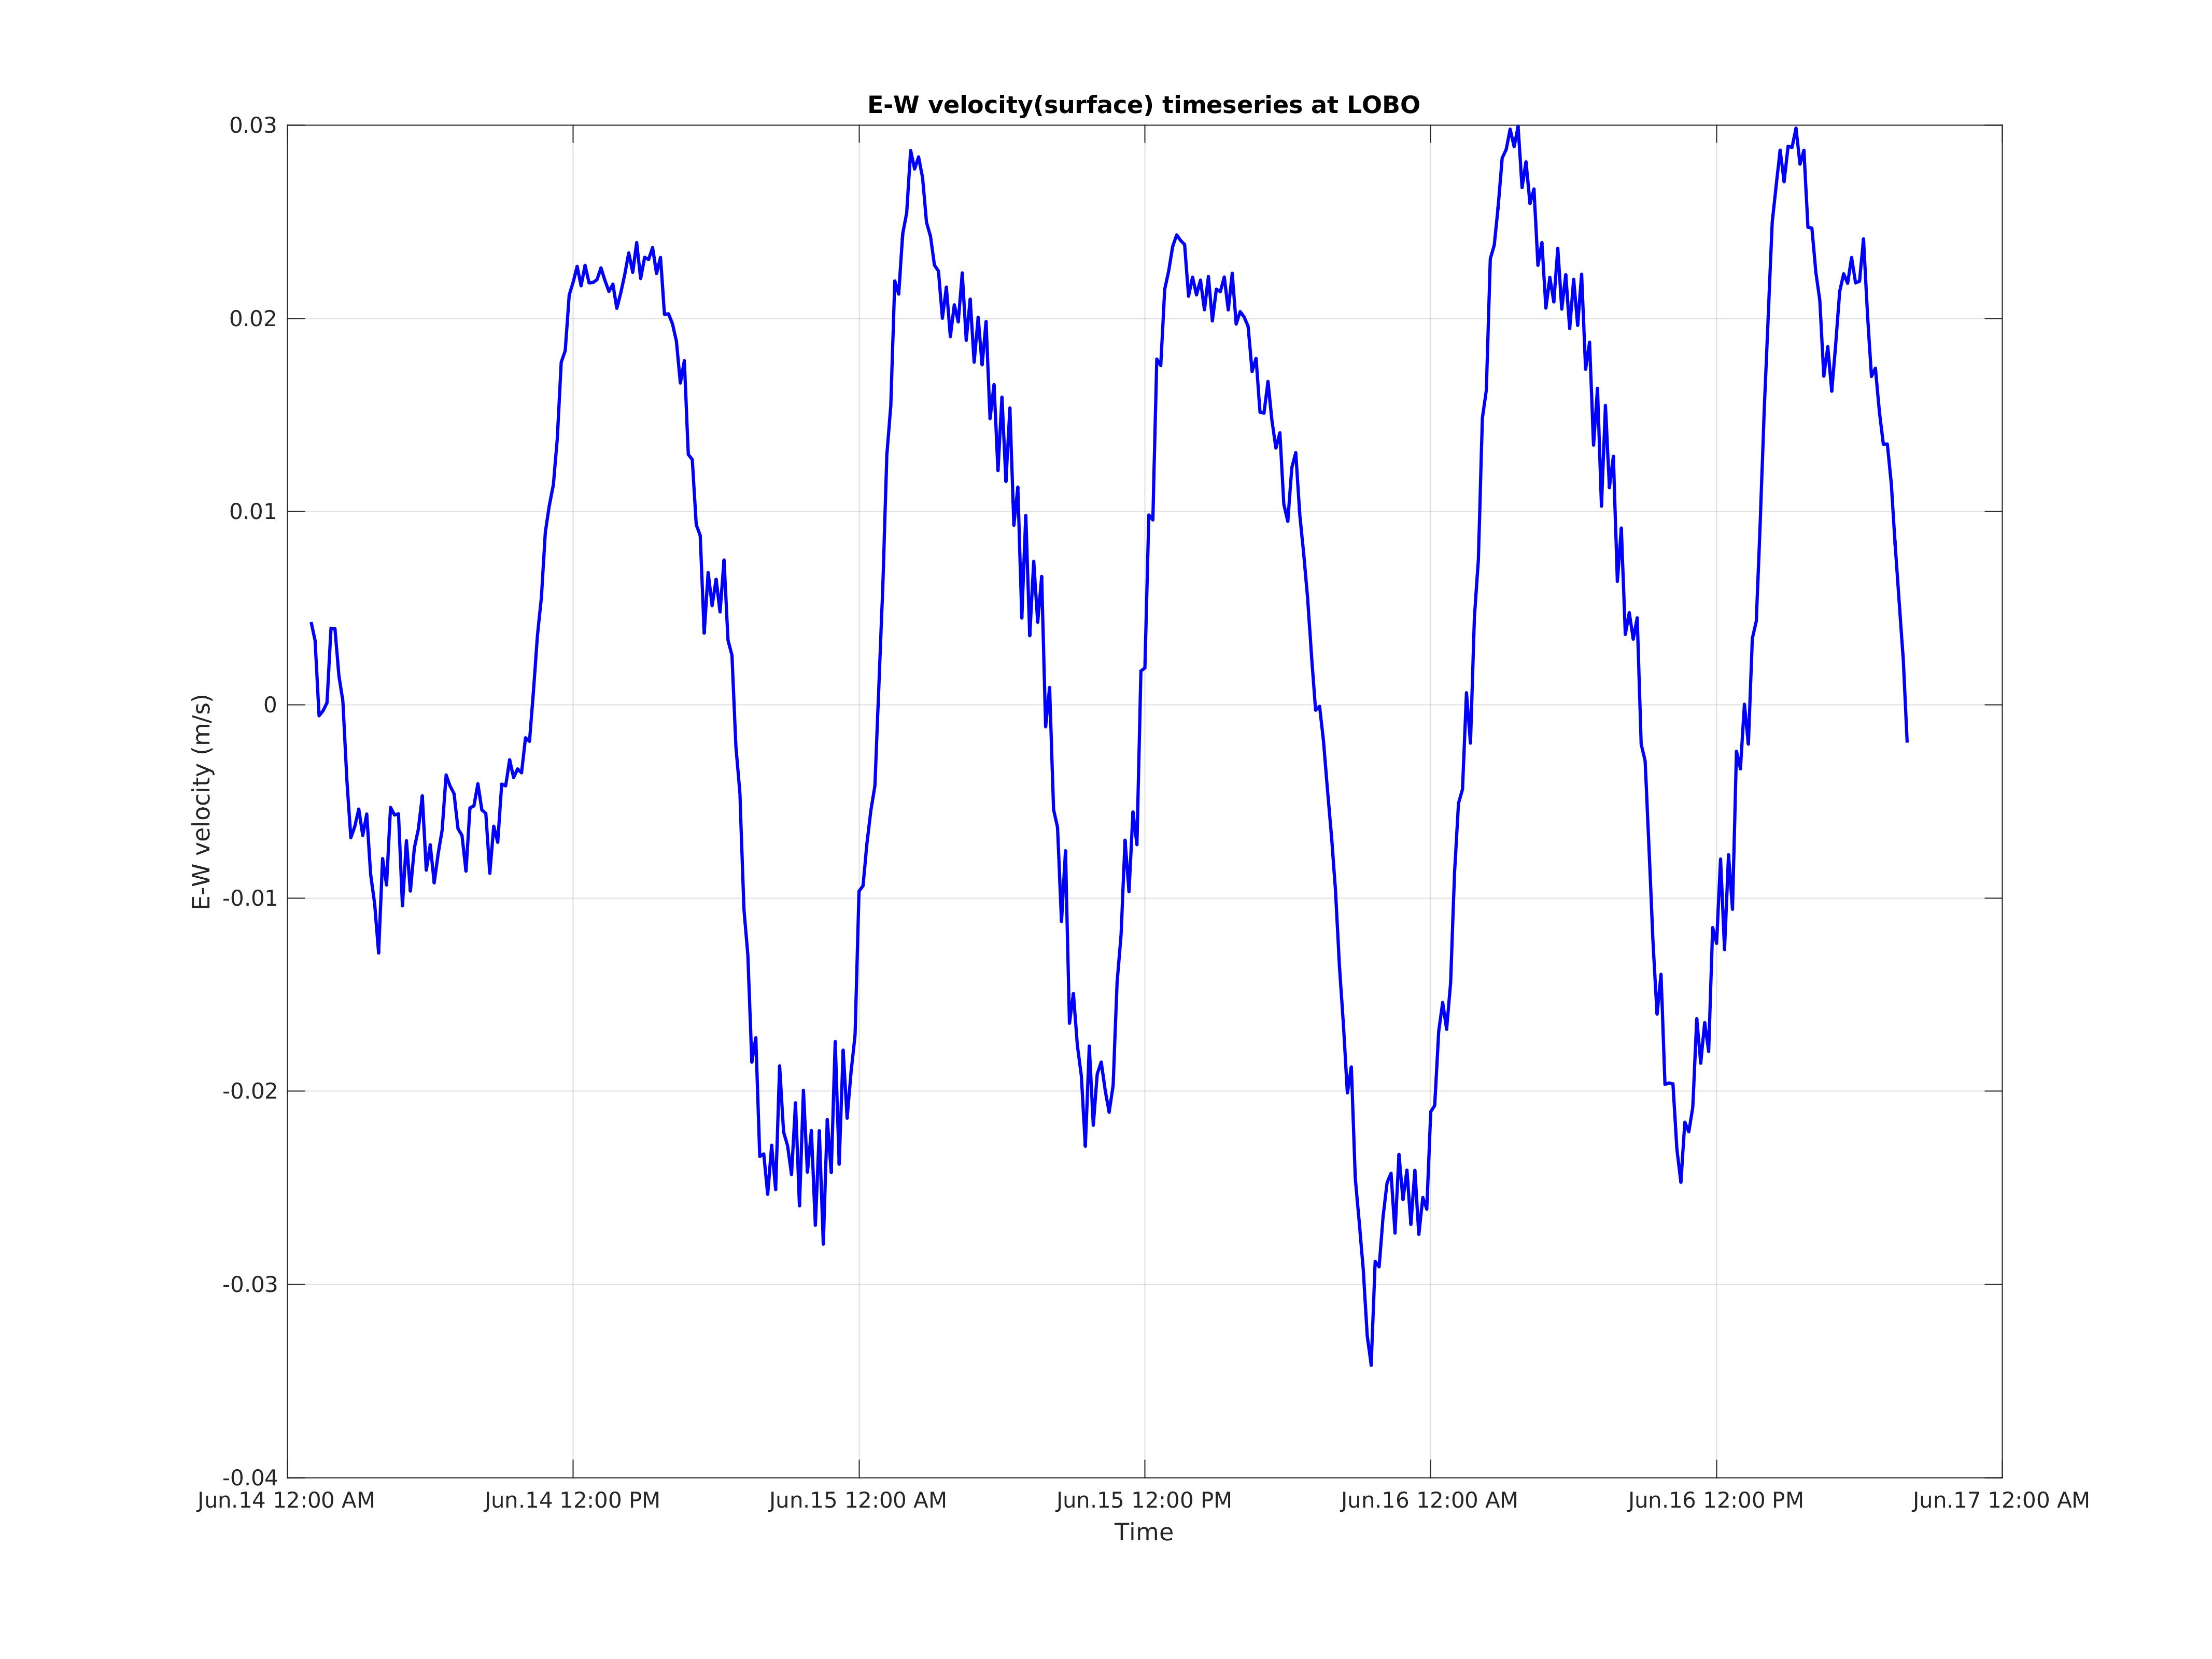 E-W velocity(surface) timeseries at LOBO
0.03
0.02
0.01
0
-0.01
-0.02
-0.03
-0.04
E-W velocity (m/s)
Jun.14 12:00 AM Jun.14 12:00 PM Jun.15 12:00 AM Jun.15 12:00 PM Jun.16 12:00 AM Jun.16 12:00 PM Jun.17 12:00 AM
Time